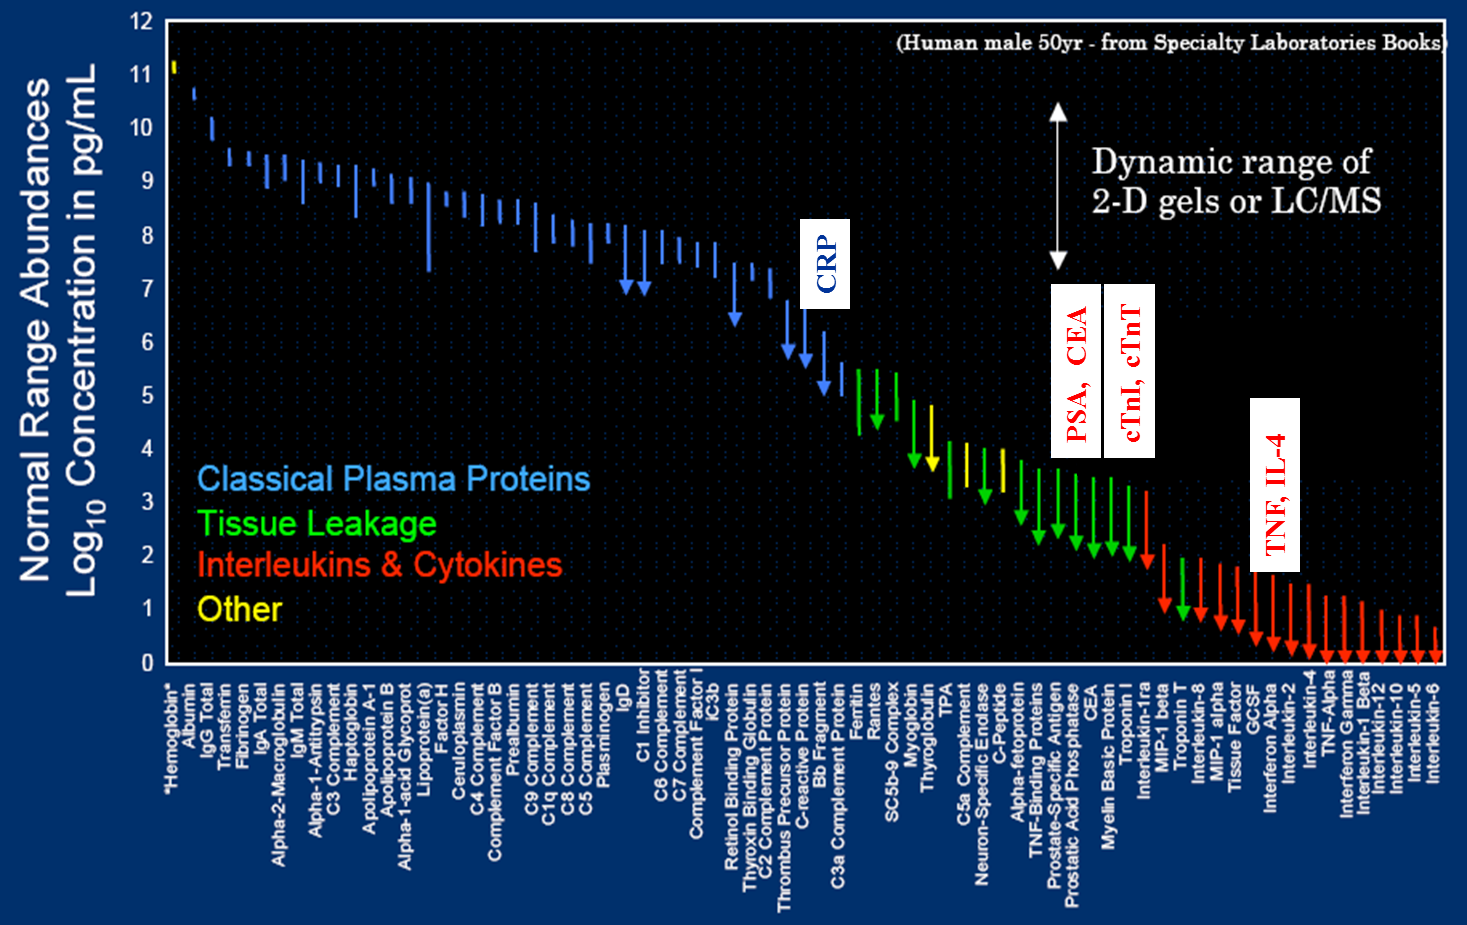 (Human male 50yr - from Specialty Laboratories Books)
Normal Range Abundances
Log10 Concentration in pg/mL
12
11
10
9
8
7
6
5
4
3
2
1
0
Dynamic range of
2-D gels or LC/MS
CRP
PSA, CEA
cTnI, cTnT
TNF, IL-4
Classical Plasma Proteins
Tissue Leakage
Interleukins & Cytokines
Other
*Hemoglobin*
Albumin
IgG Total
Transferrin
Fibrinogen
IgA Total
Alpha-2-Macroglobulin
IgM Total
Alpha-1-Antitrypsin
C3 Complement
Haptoglobin
Apolipoprotein A-1
Apolipoprotein B
Alpha-1-acid Glycoprot
Lipoprotein(a)
Factor H
Ceruloplasmin
C4 Complement
Complement Factor B
Prealbumin
C9 Complement
C1q Complement
C8 Complement
C5 Complement
Plasminogen
IgD
C1 Inhibitor
C6 Complement
C7 Complement
Complement Factor I
iC3b
Retinol Binding Protein
Thyroxin Binding Globulin
C2 Complement Protein
Thrombus Precursor Protein
C-reactive Protein
Bb Fragment
C3a Complement Protein
Ferritin
Rantes
SC5b-9 Complex
Myoglobin
Thyroglobulin
TPA
C5a Complement
Neuron-Specific Enolase
C-Peptide
Alpha-fetoprotein
TNF-Binding Proteins
Prostate-Specific Antigen
Prostatic Acid Phosphatase
CEA
Myelin Basic Protein
Troponin I
Interleukin-1ra
MIP-1 beta
Troponin T
Interleukin-8
MIP-1 alpha
Tissue Factor
GCSF
Interferon Alpha
Interleukin-2
Interleukin-4
TNF-Alpha
Interferon Gamma
Interleukin-1 Beta
Interleukin-12
Interleukin-10
Interleukin-5
Interleukin-6